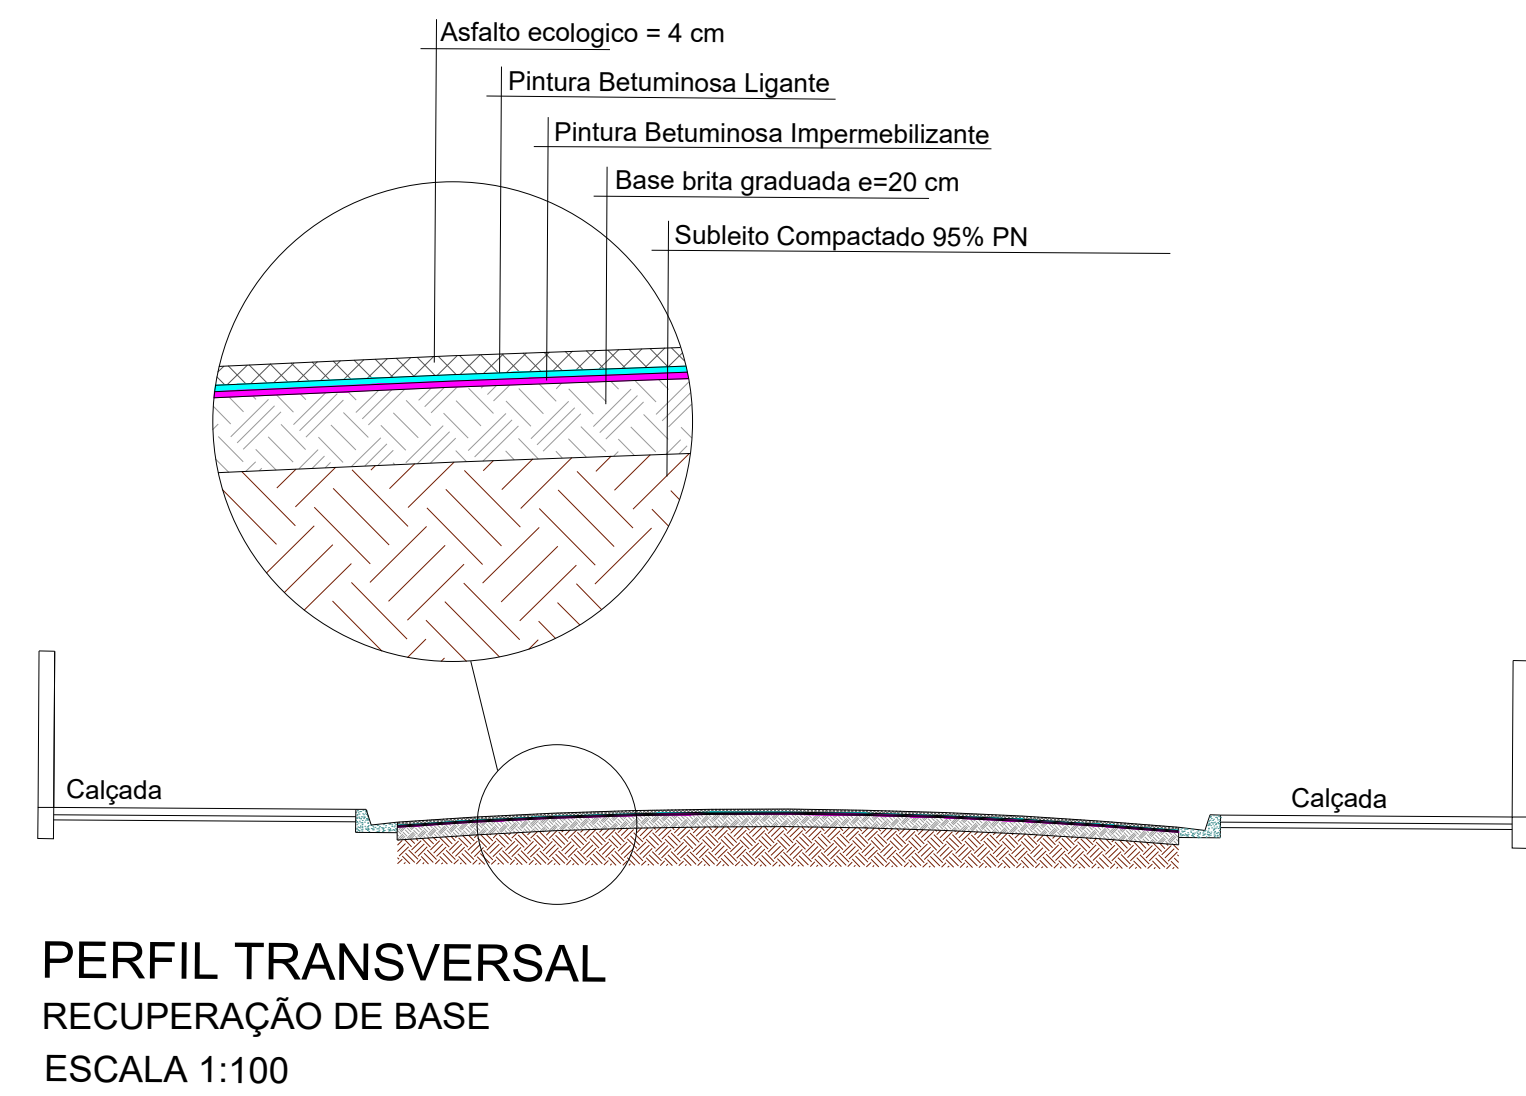 Asfalto ecologico = 4 cm
Pintura Betuminosa Ligante
Pintura Betuminosa Impermebilizante
Base brita graduada e=20 cm
Subleito Compactado 95% PN
Calçada
Calçada
PERFIL TRANSVERSAL
RECUPERAÇÃO DE BASE
ESCALA 1:100